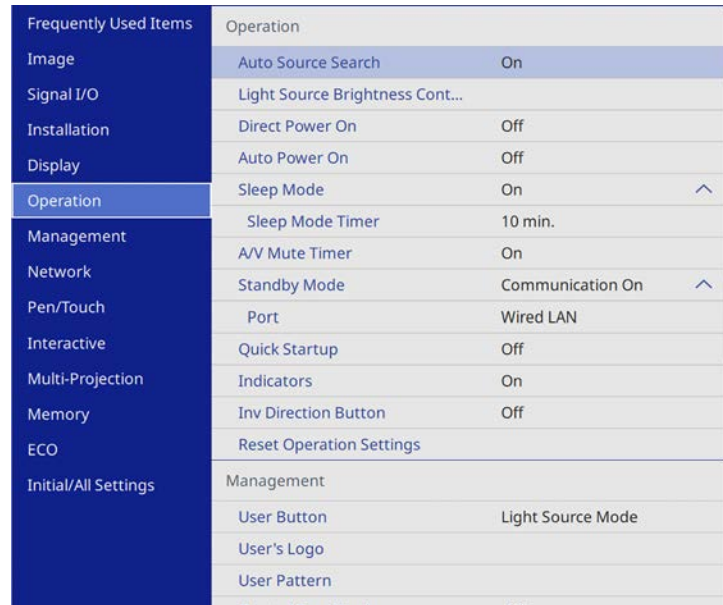 Frequently Used Items
Image
Signal I/O
Installation
Display
Operation
Management
Network
Pen/Touch
Interactive
Multi-Projection
Memory
ECO
Initial/All Settings
Operation
Auto Source Search On
Light Source Brightness Cont...
Direct Power On Off
Auto Power On Off
Sleep Mode On
Sleep Mode Timer 10 min.
A/V Mute Timer On
Standby Mode Communication On
Port Wired LAN
Quick Startup Off
Indicators On
Inv Direction Button Off
Reset Operation Settings
Management
User Button Light Source Mode
User's Logo
User Pattern